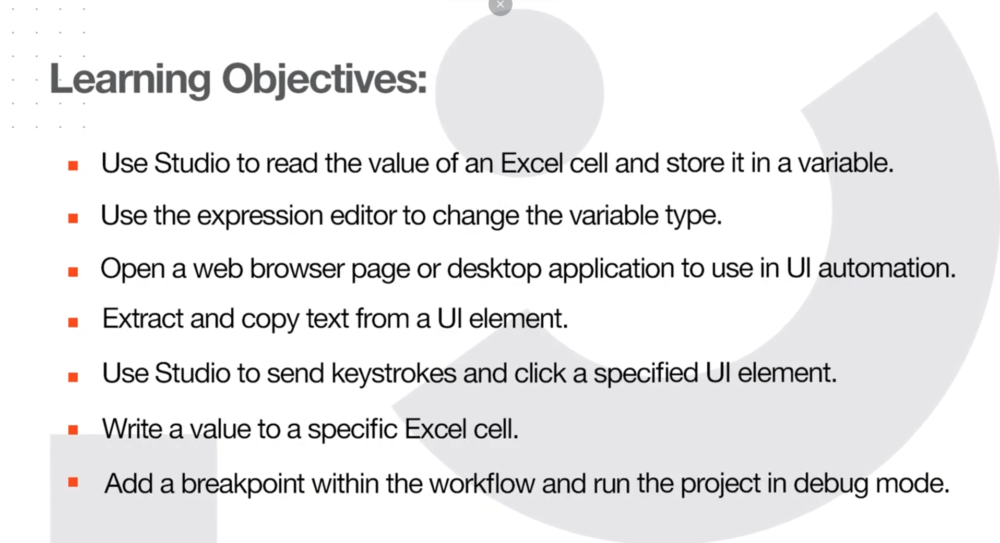 Learning Objectives:
Use Studio to read the value of an Excel cell and store it in a variable.
Use the expression editor to change the variable type.
Open a web browser page or desktop application to use in UI automation.
Extract and copy text from a UI element.
Use Studio to send keystrokes and click a specified UI element.
Write a value to a specific Excel cell.
Add a breakpoint within the workflow and run the project in debug mode.